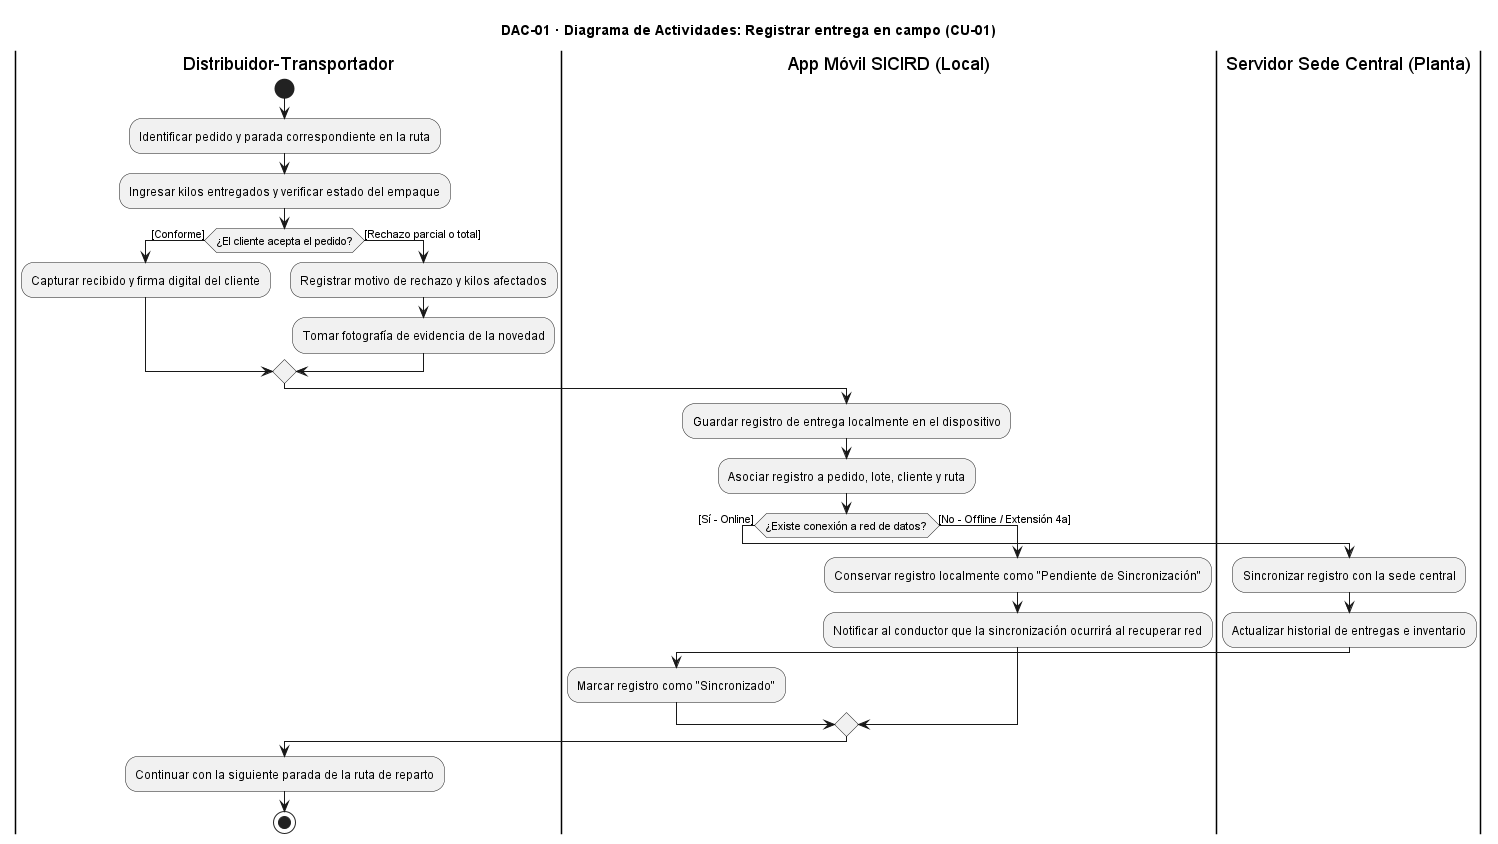 DAC-01 · Diagrama de Actividades: Registrar entrega en campo (CU-01)
Distribuidor-Transportador
App Móvil SICIRD (Local)
Servidor Sede Central (Planta)
Identificar pedido y parada correspondiente en la ruta
Ingresar kilos entregados y verificar estado del empaque
[Conforme]
¿El cliente acepta el pedido?
[Rechazo parcial o total]
Capturar recibido y firma digital del cliente
Registrar motivo de rechazo y kilos afectados
Tomar fotografía de evidencia de la novedad
Guardar registro de entrega localmente en el dispositivo
Asociar registro a pedido, lote, cliente y ruta
[Sí - Online]
¿Existe conexión a red de datos?
[No - Offline / Extensión 4a]
Conservar registro localmente como "Pendiente de Sincronización"
Sincronizar registro con la sede central
Notificar al conductor que la sincronización ocurrirá al recuperar red
Actualizar historial de entregas e inventario
Marcar registro como "Sincronizado"
Continuar con la siguiente parada de la ruta de reparto